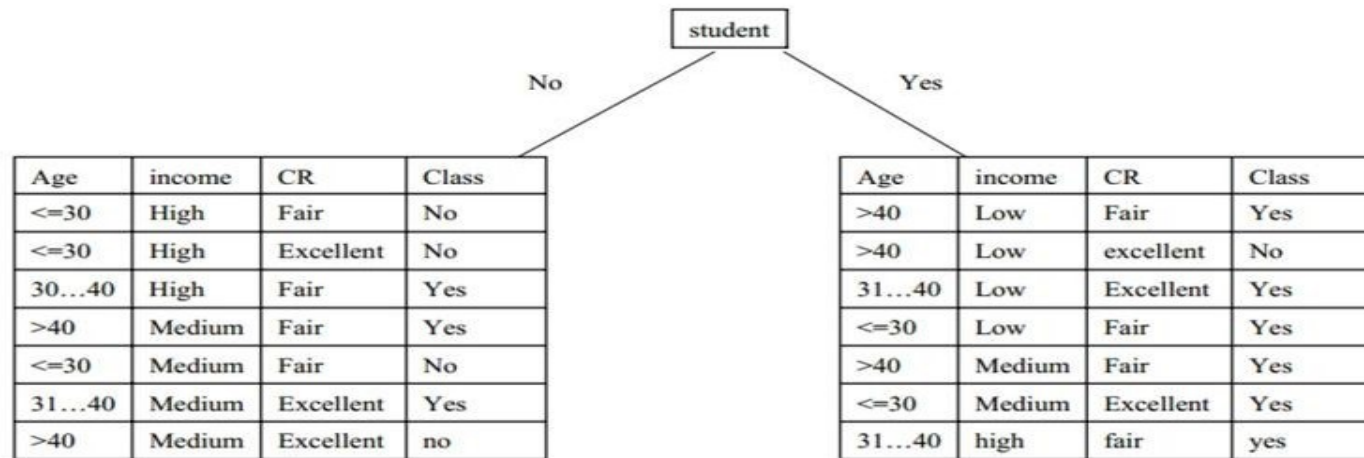 student
No Yes
Age income CR Class
<=30 High Fair No
<=30 High Excellent No
30...40 High Fair Yes
>40 Medium Fair Yes
<=30 Medium Fair No
31...40 Medium Excellent Yes
>40 Medium Excellent no
Age income CR Class
>40 Low Fair Yes
>40 Low excellent No
31...40 Low Excellent Yes
<=30 Low Fair Yes
>40 Medium Fair Yes
<=30 Medium Excellent Yes
31...40 high fair yes